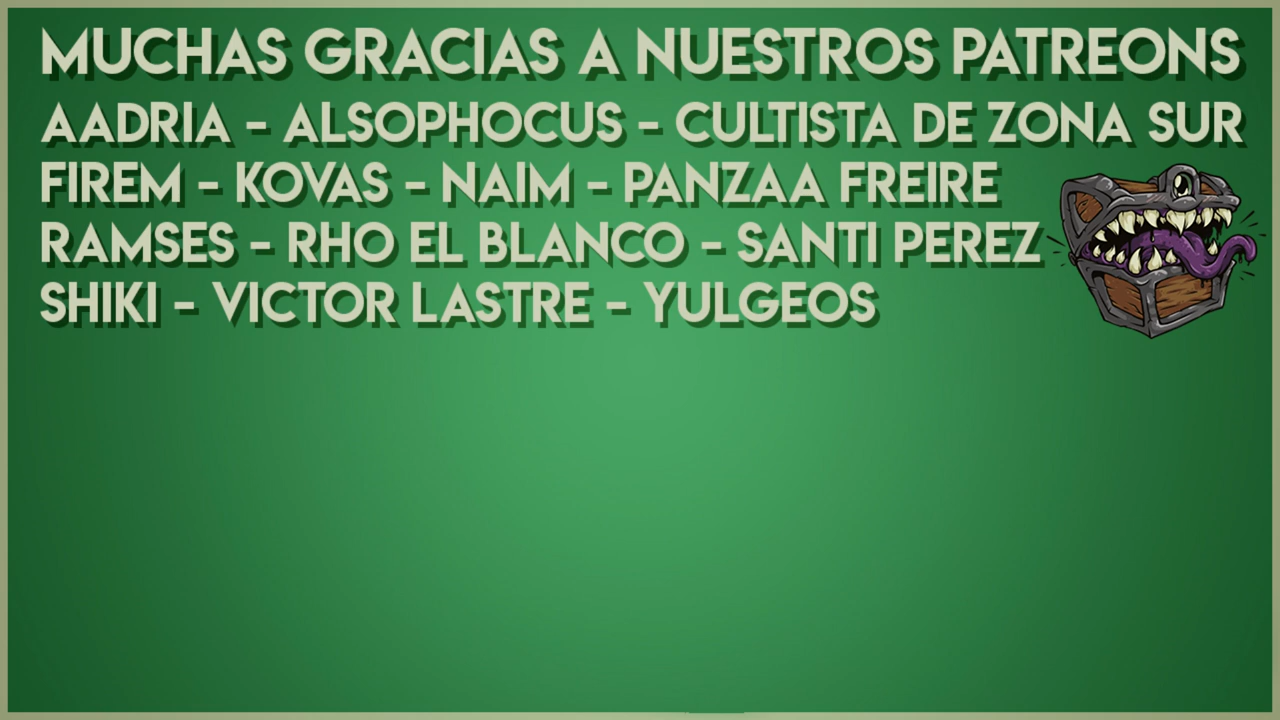 MUCHAS GRACIAS A NUESTROS PATREONS
AADRIA - ALSOPHOCUS - CULTISTA DE ZONA SUR
FIREM - KOVAS - NAIM - PANZAA FREIRE
RAMSES - RHO EL BLANCO - SANTI PEREZ
SHIKI - VICTOR LASTRE - YULGEOS